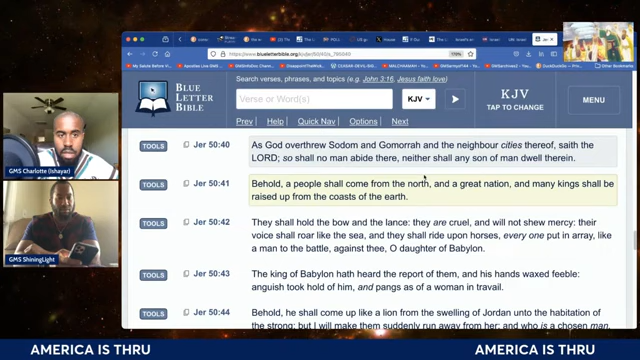 https://www.blueletterbible.org/kjv/jer/50/40/s_795040
170%
Other Bookmarks
BLUE
LETTER
BIBLE
Search verses, phrases, and topics (e.g. John 3:16, Jesus faith love)
Verse or Word(s)
KJV
KJV
TAP TO CHANGE
MENU
Prev | Help | Quick Nav | Options | Next
TOOLS Jer 50:40 As God overthrew Sodom and Gomorrah and the neighbour cities thereof, saith the
LORD; so shall no man abide there, neither shall any son of man dwell therein.
TOOLS Jer 50:41 Behold, a people shall come from the north, and a great nation, and many kings shall be
raised up from the coasts of the earth.
TOOLS Jer 50:42 They shall hold the bow and the lance: they are cruel, and will not shew mercy: their
voice shall roar like the sea, and they shall ride upon horses, every one put in array, like
a man to the battle, against thee, O daughter of Babylon.
TOOLS Jer 50:43 The king of Babylon hath heard the report of them, and his hands waxed feeble:
anguish took hold of him, and pangs as of a woman in travail.
TOOLS Jer 50:44 Behold, he shall come up like a lion from the swelling of Jordan unto the habitation of
the strong: but I will make them suddenly run away from her: and who is a chosen man,
GMS Charlotte (Ishayar)
GMS ShiningLight
AMERICA IS THRU
AMERICA IS THRU